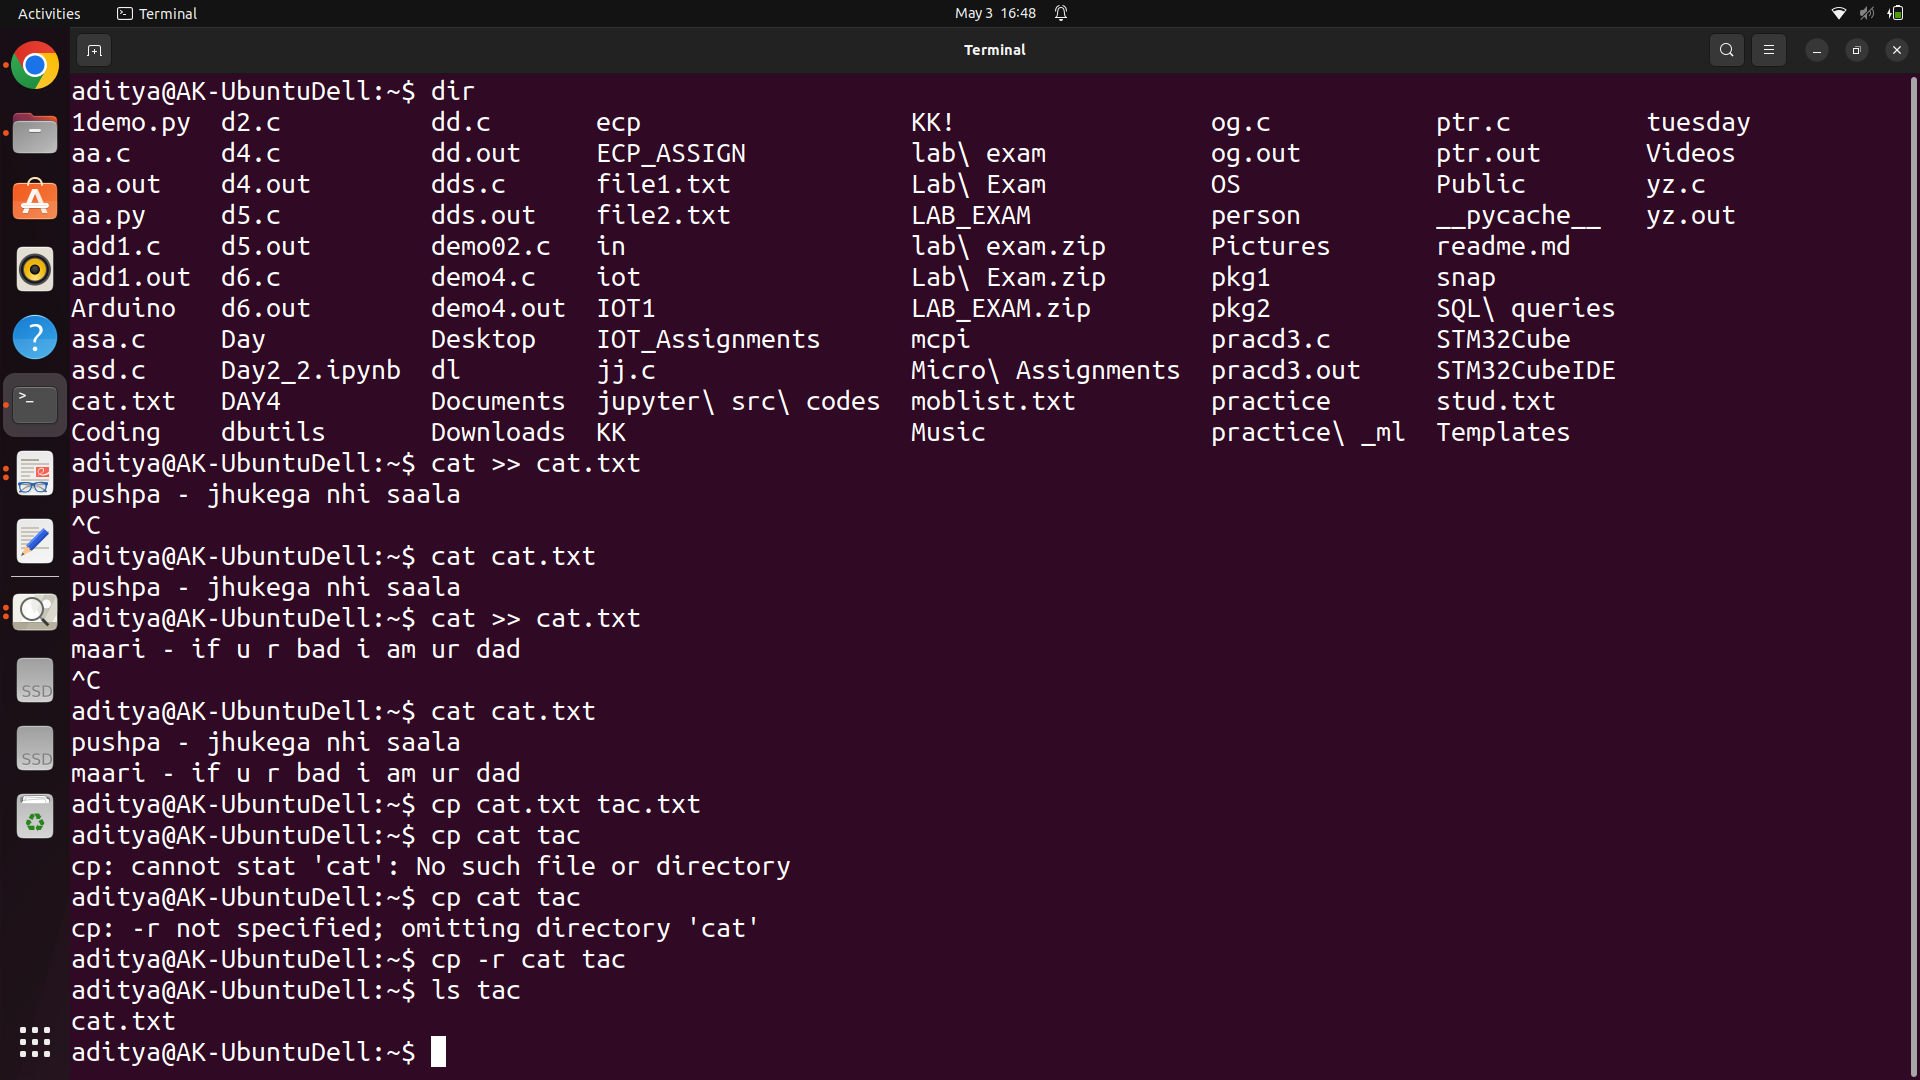 Activities Terminal May 3 16:48
Terminal
aditya@AK-UbuntuDell:~$ dir
1demo.py d2.c dd.c ecp KK! og.c ptr.c tuesday
aa.c d4.c dd.out ECP_ASSIGN lab\ exam og.out ptr.out Videos
aa.out d4.out dds.c file1.txt Lab\ Exam OS Public yz.c
aa.py d5.c dds.out file2.txt LAB_EXAM person __pycache__ yz.out
add1.c d5.out demo02.c in lab\ exam.zip Pictures readme.md
add1.out d6.c demo4.c iot Lab\ Exam.zip pkg1 snap
Arduino d6.out demo4.out IOT1 LAB_EXAM.zip pkg2 SQL\ queries
asa.c Day Desktop IOT_Assignments mcpi pracd3.c STM32Cube
asd.c Day2_2.ipynb dl jj.c Micro\ Assignments pracd3.out STM32CubeIDE
cat.txt DAY4 Documents jupyter\ src\ codes moblist.txt practice stud.txt
Coding dbutils Downloads KK Music practice\ _ml Templates
aditya@AK-UbuntuDell:~$ cat >> cat.txt
pushpa - jhukega nhi saala
^C
aditya@AK-UbuntuDell:~$ cat cat.txt
pushpa - jhukega nhi saala
aditya@AK-UbuntuDell:~$ cat >> cat.txt
maari - if u r bad i am ur dad
^C
aditya@AK-UbuntuDell:~$ cat cat.txt
pushpa - jhukega nhi saala
maari - if u r bad i am ur dad
aditya@AK-UbuntuDell:~$ cp cat.txt tac.txt
aditya@AK-UbuntuDell:~$ cp cat tac
cp: cannot stat 'cat': No such file or directory
aditya@AK-UbuntuDell:~$ cp cat tac
cp: -r not specified; omitting directory 'cat'
aditya@AK-UbuntuDell:~$ cp -r cat tac
aditya@AK-UbuntuDell:~$ ls tac
cat.txt
aditya@AK-UbuntuDell:~$
SSD
SSD